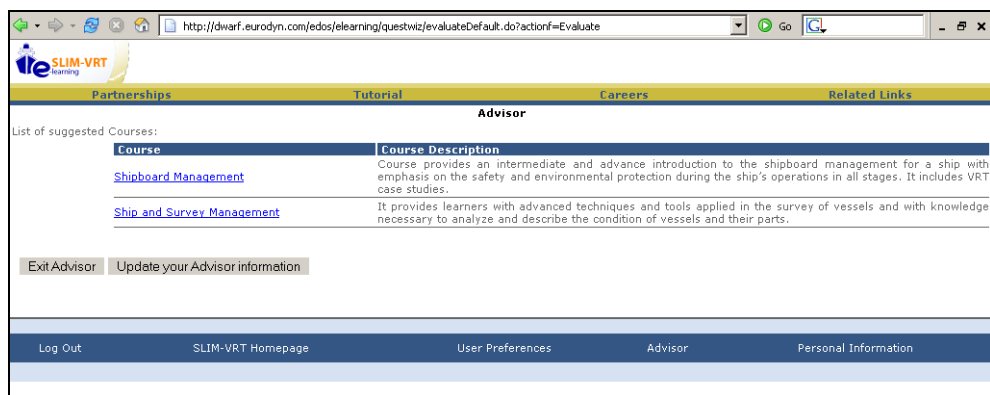 http://dwarf.eurodyn.com/edos/elearning/questwiz/evaluateDefault.do?actionf=Evaluate Go G
e SLIM-VRT
learning
Partnerships Tutorial Careers Related Links
Advisor
List of suggested Courses:
Course Course Description
Shipboard Management
Course provides an intermediate and advance introduction to the shipboard management for a ship with
emphasis on the safety and environmental protection during the ship's operations in all stages. It includes VRT
case studies.
Ship and Survey Management
It provides learners with advanced techniques and tools applied in the survey of vessels and with knowledge
necessary to analyze and describe the condition of vessels and their parts.
Exit Advisor Update your Advisor information
Log Out SLIM-VRT Homepage User Preferences Advisor Personal Information